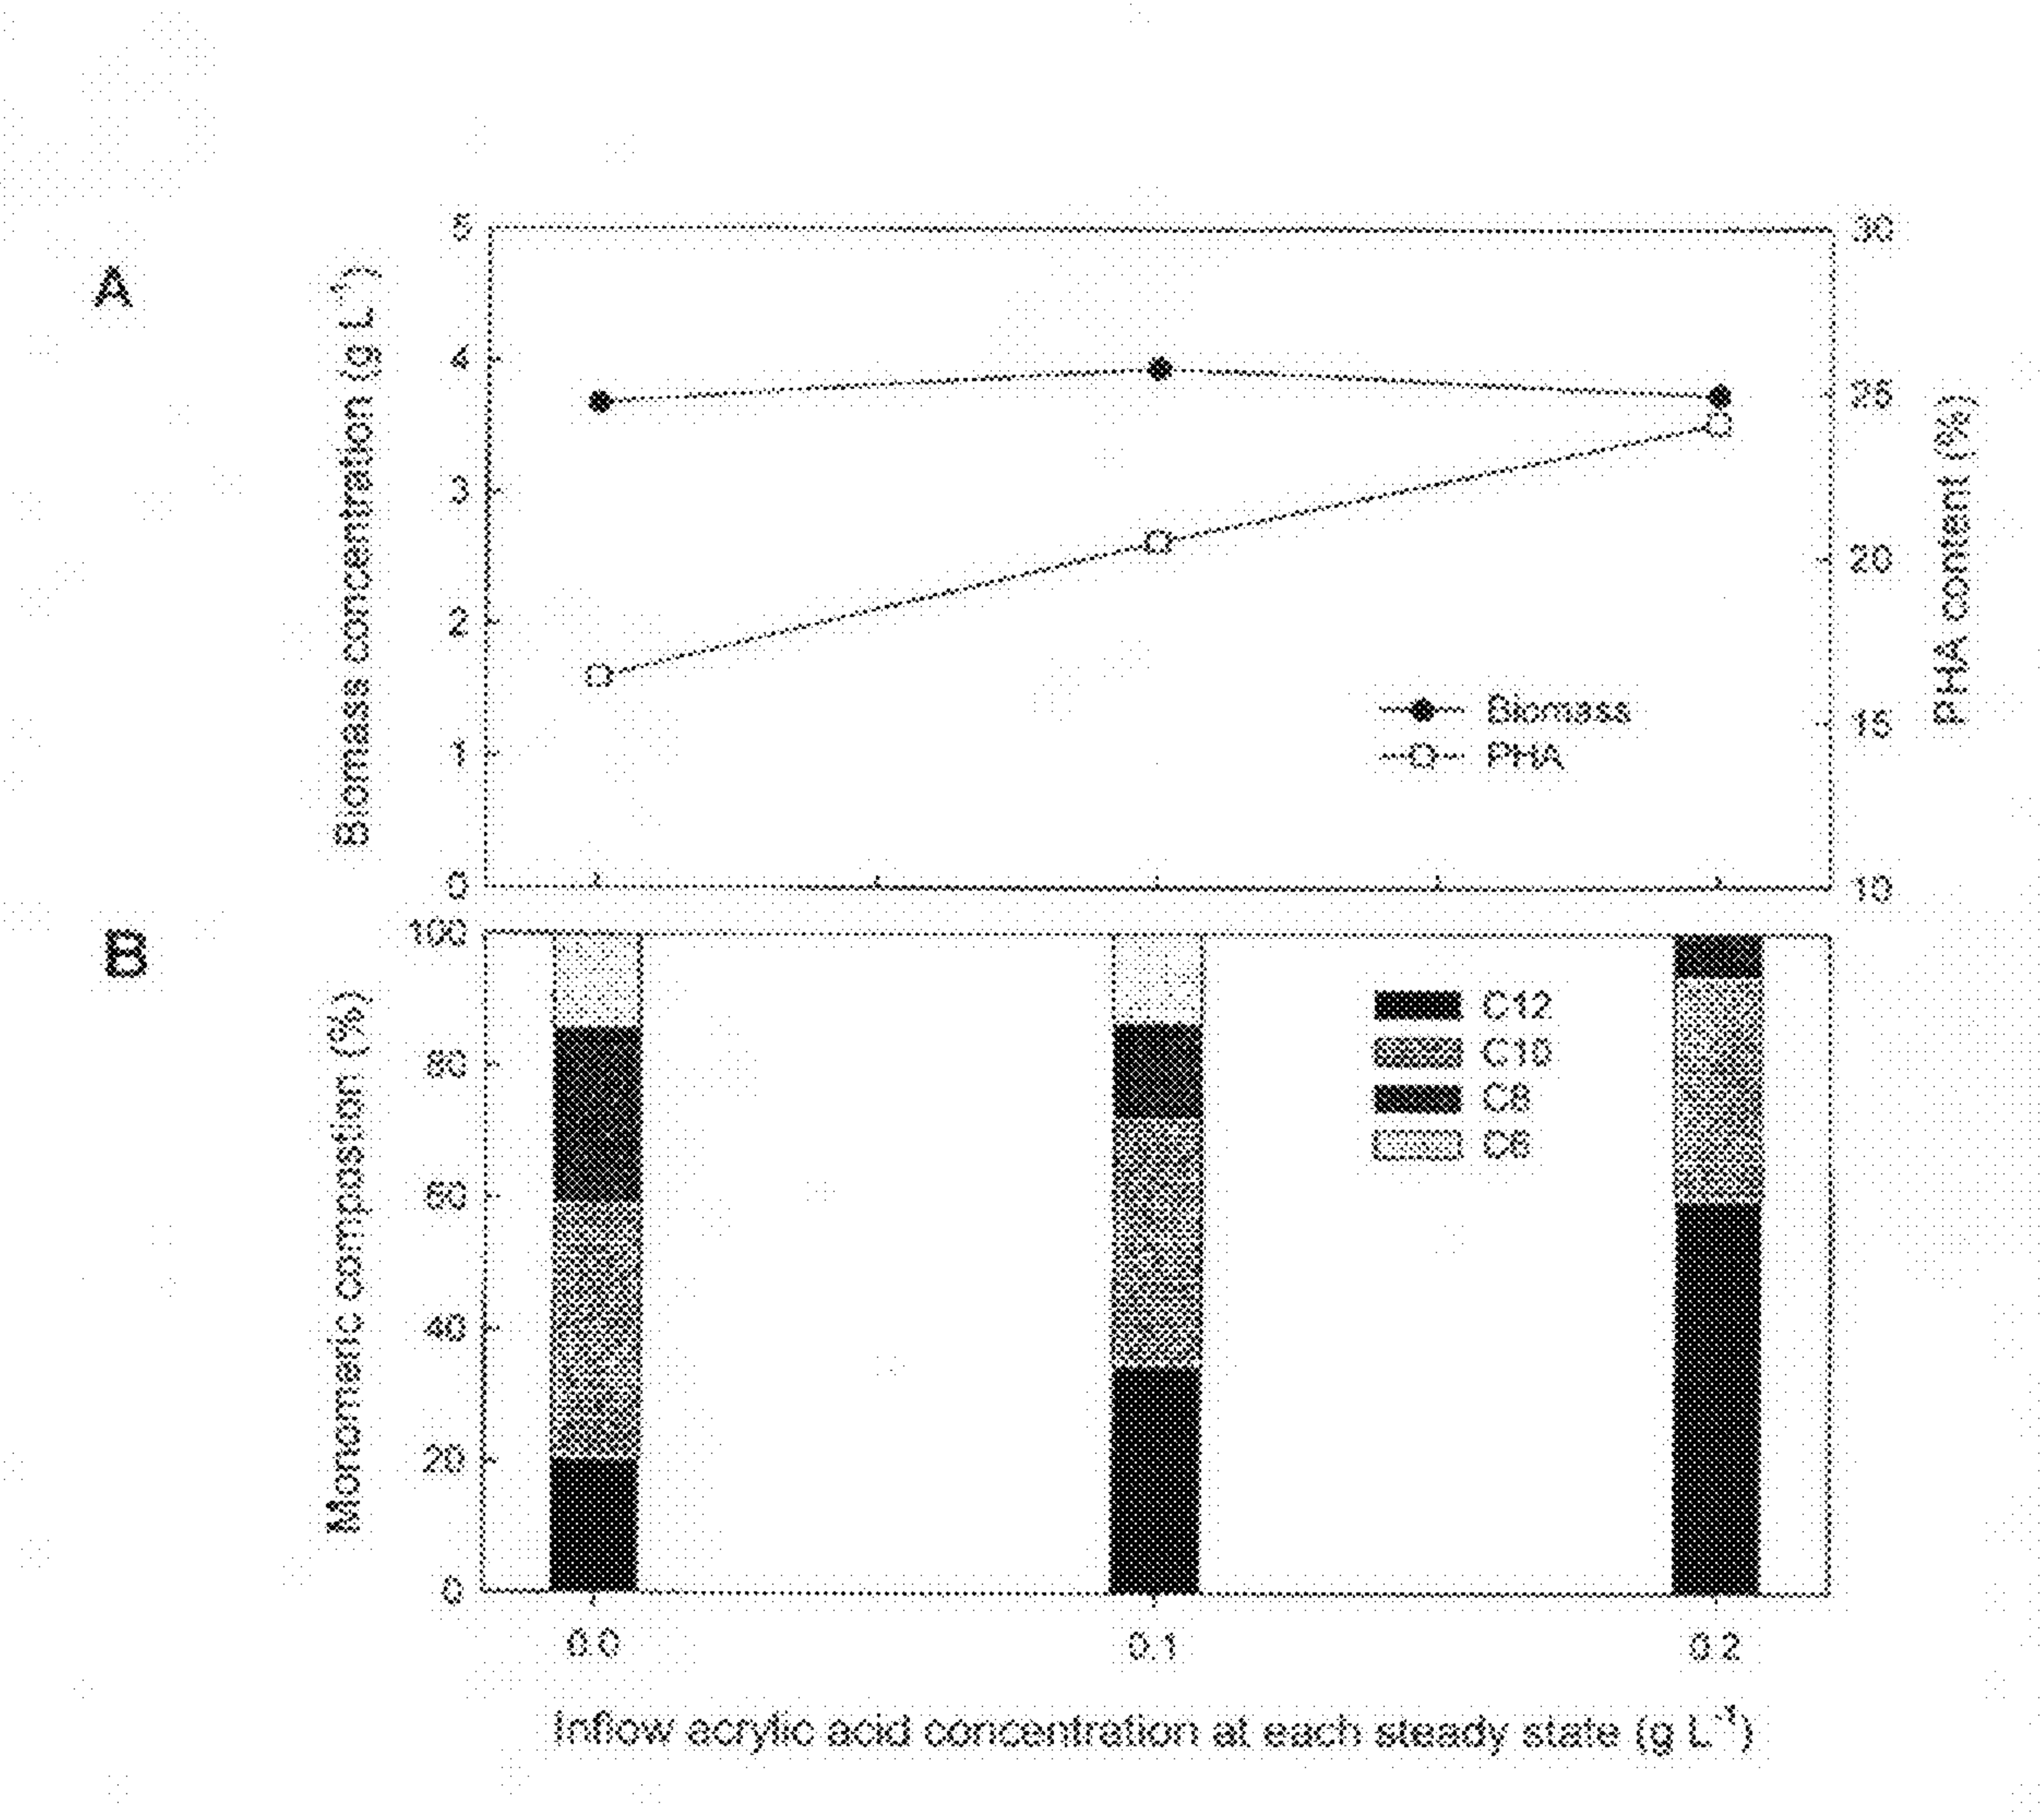 A
Biomass concentration (g L⁻¹)
5
4
3
2
1
0
30
25
20
15
10
PHA content (%)
Biomass
PHA
B
Monomeric composition (%)
100
80
60
40
20
0
C12
C10
C8
C6
0.0
0.1
0.2
Inflow acrylic acid concentration at each steady state (g L⁻¹)